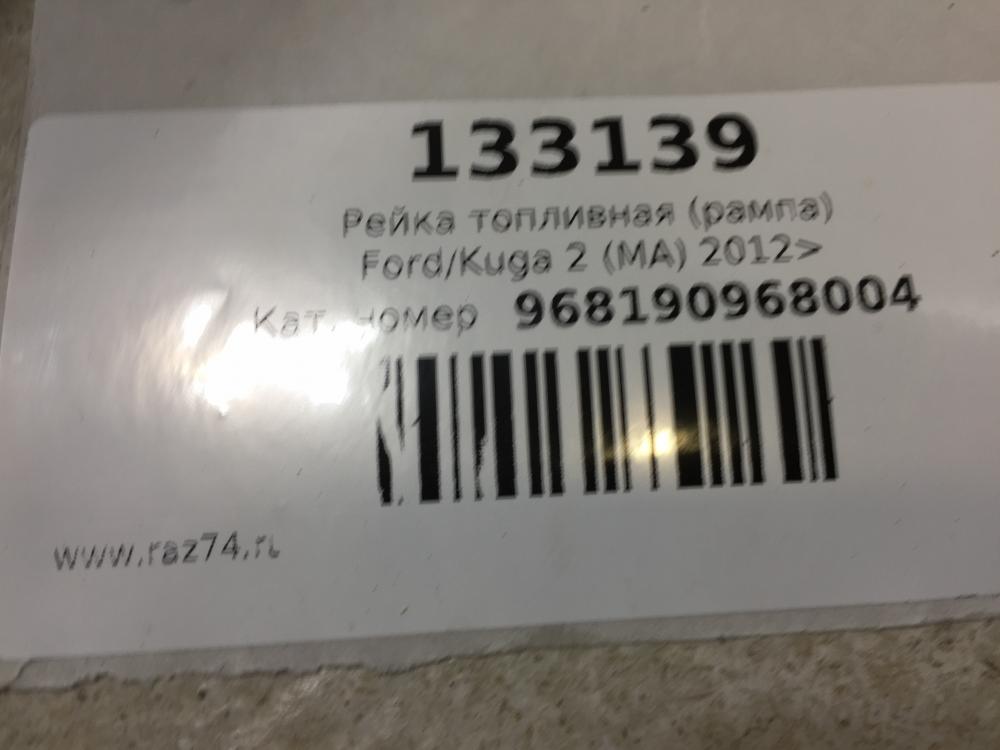 133139
Рейка топливная (рампа)
Ford/Kuga 2 (MA) 2012>
Кат. номер 968190968004
www.raz74.ru